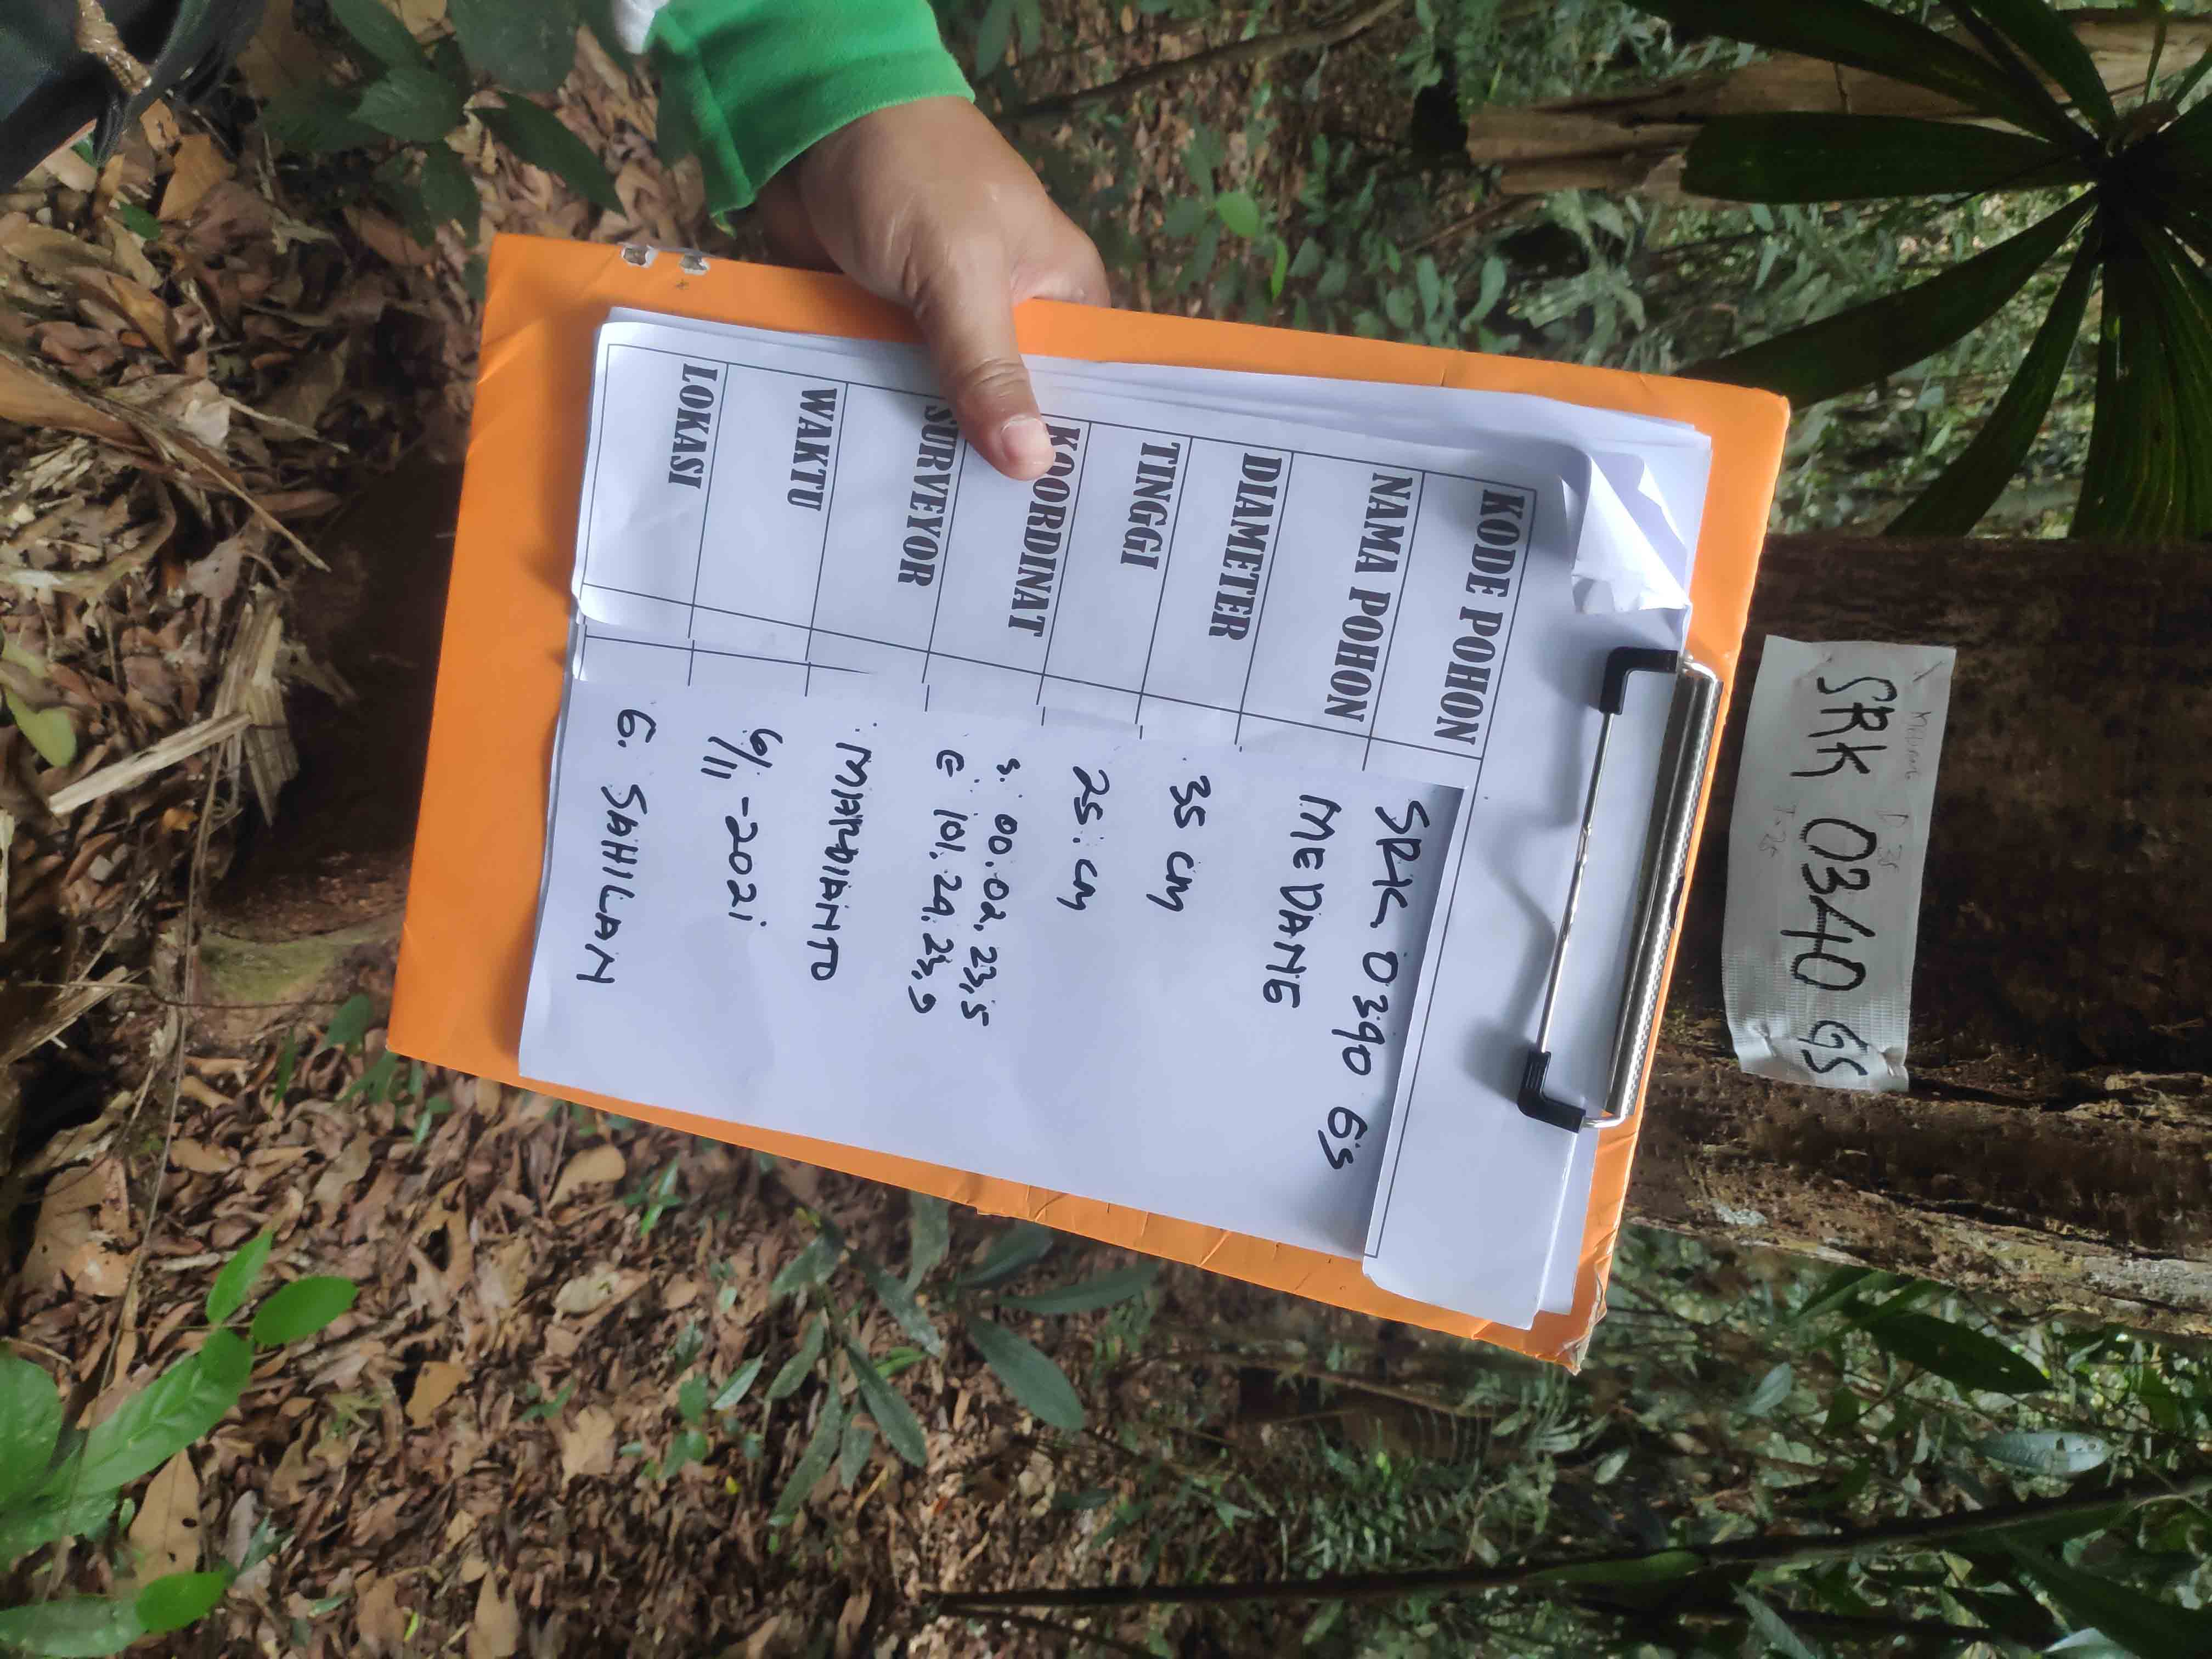 MEDANG D. 35
SRK 0340 GS
T. 25
KODE POHON SRK 0340 GS
NAMA POHON MEDANG
DIAMETER 35 cm
TINGGI 25. cm
KOORDINAT S. 00.02.23,5
E 101.24.23,9
SURVEYOR MARDIANTO
WAKTU 6/11-2021
LOKASI G. SAHILAN